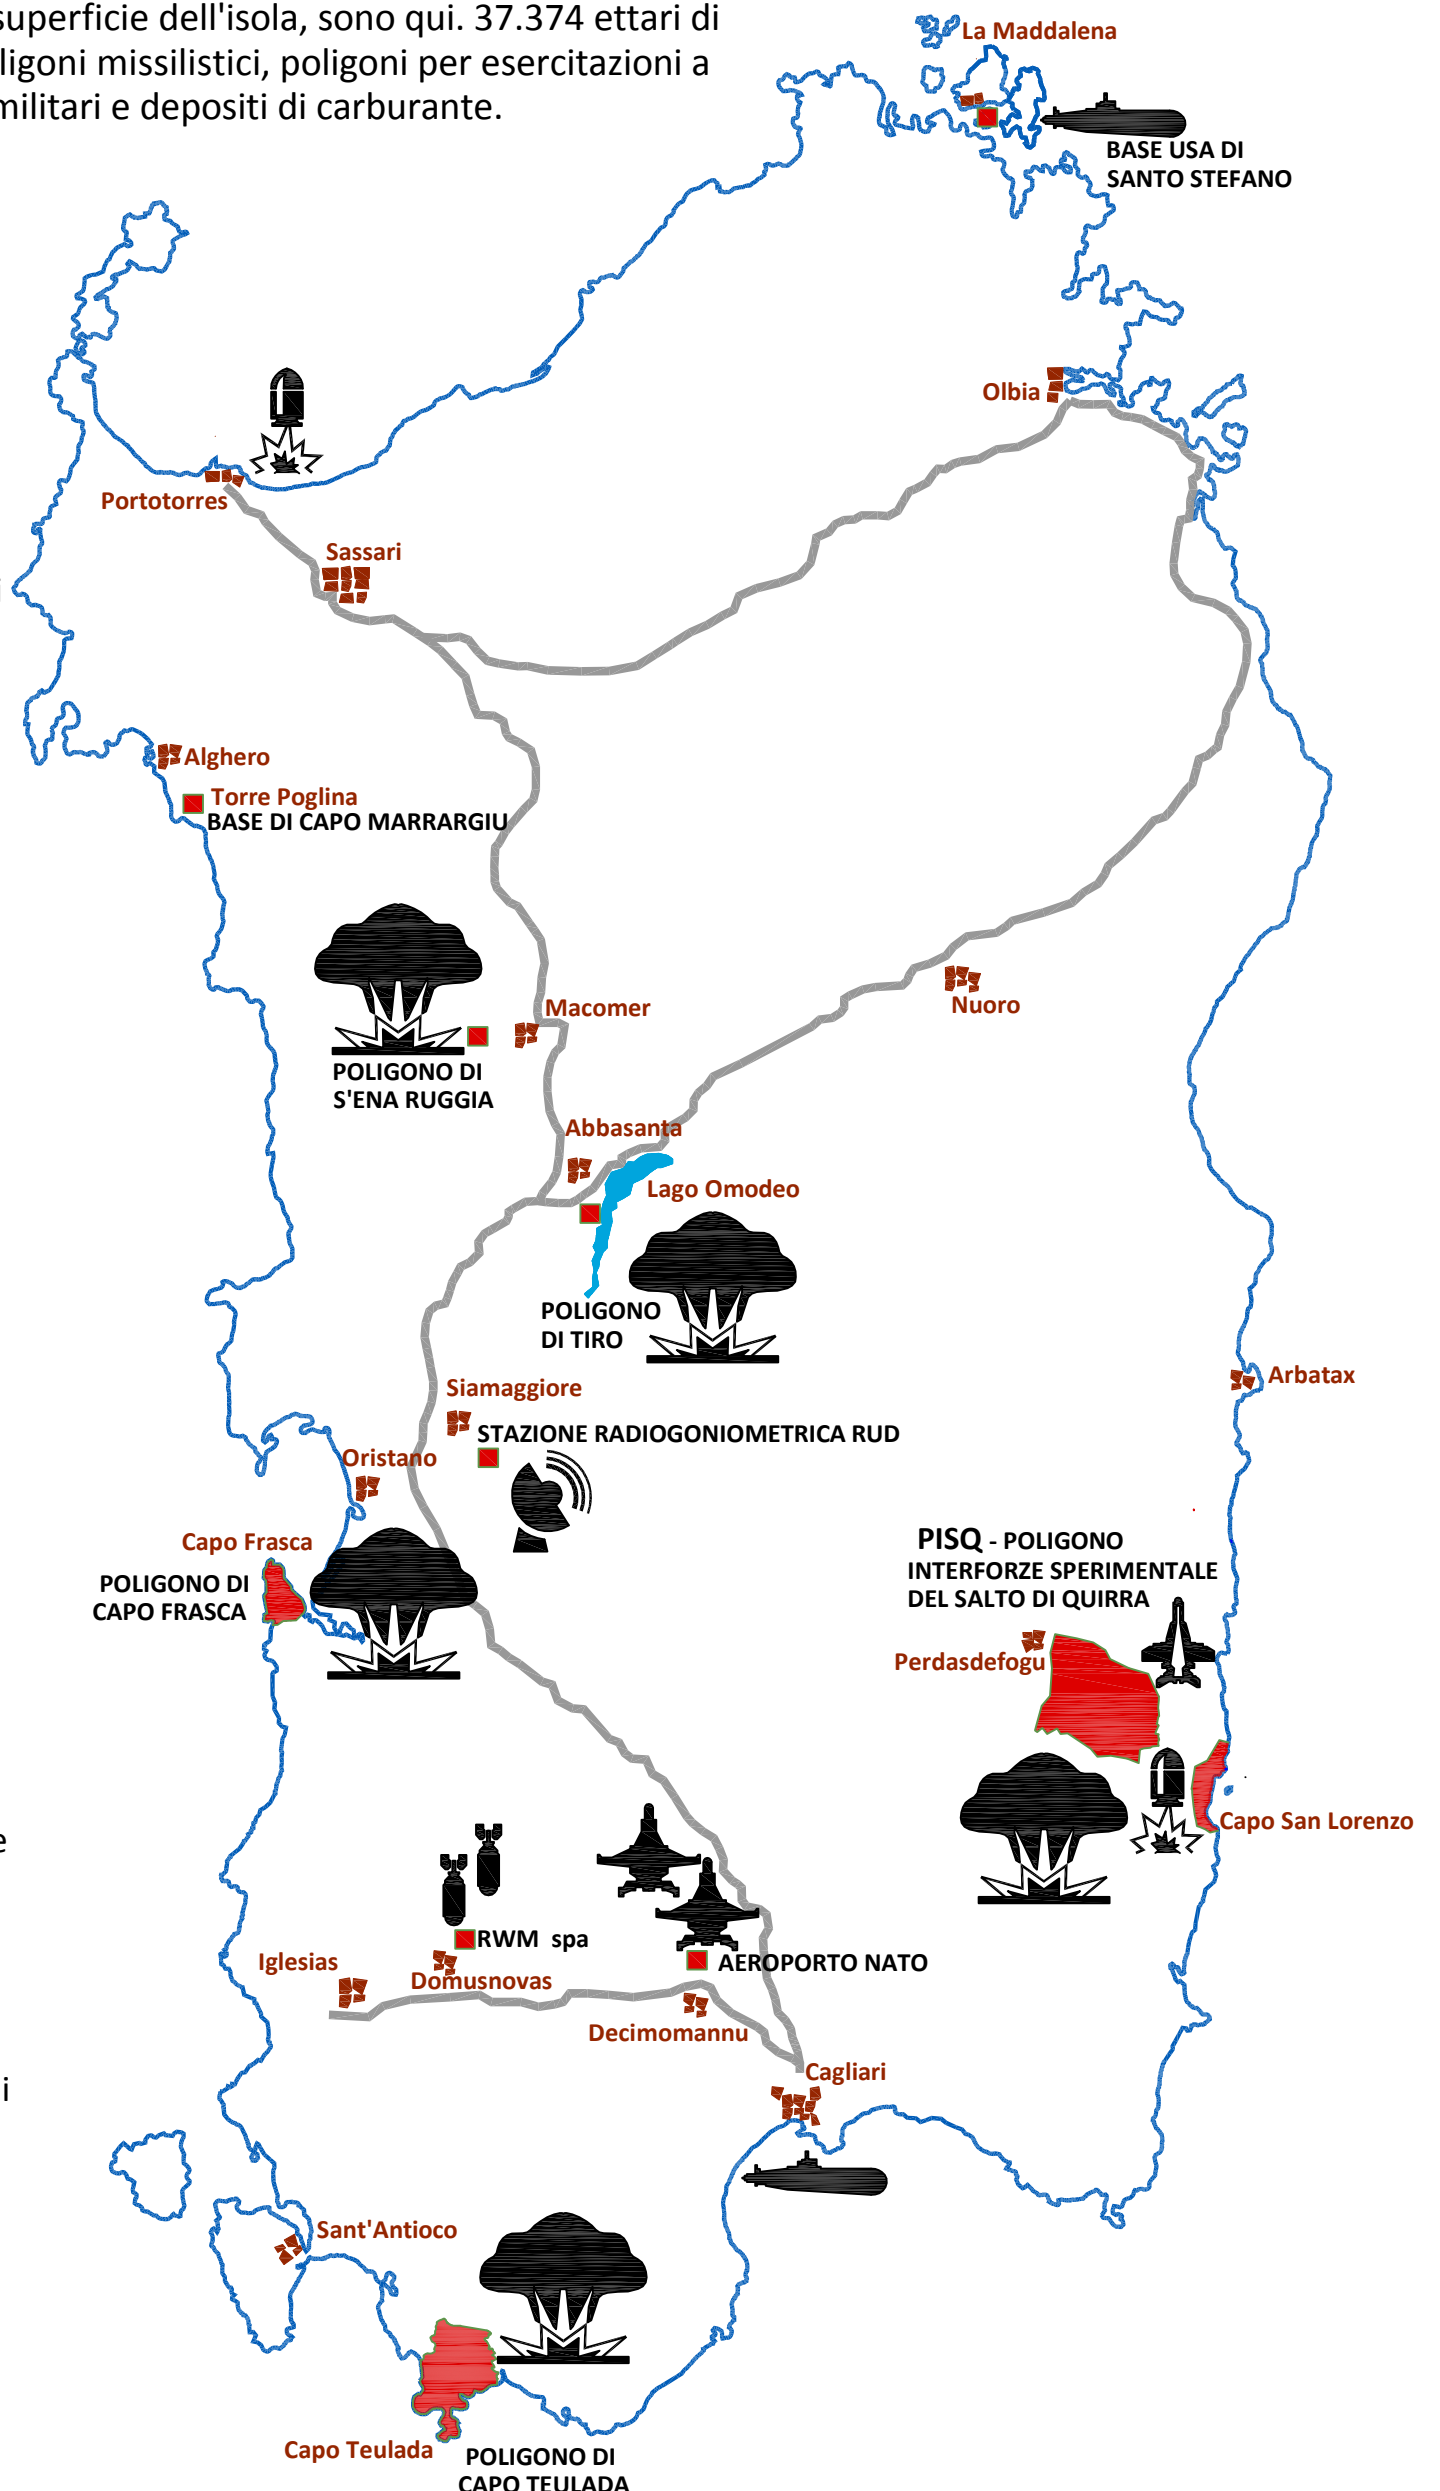 superficie dell'isola, sono qui. 37.374 ettari di
ligoni missilistici, poligoni per esercitazioni a
militari e depositi di carburante.
La Maddalena
BASE USA DI
SANTO STEFANO
Olbia
Portotorres
Sassari
i
Alghero
Torre Poglina
BASE DI CAPO MARRARGIU
Macomer
Nuoro
POLIGONO DI
S'ENA RUGGIA
Abbasanta
Lago Omodeo
POLIGONO
DI TIRO
Arbatax
Siamaggiore
STAZIONE RADIOGONIOMETRICA RUD
Oristano
Capo Frasca
POLIGONO DI
CAPO FRASCA
PISQ - POLIGONO
INTERFORZE SPERIMENTALE
DEL SALTO DI QUIRRA
Perdasdefogu
Capo San Lorenzo
e
RWM spa
Iglesias
Domusnovas
AEROPORTO NATO
Decimomannu
Cagliari
i
Sant'Antioco
Capo Teulada
POLIGONO DI
CAPO TEULADA